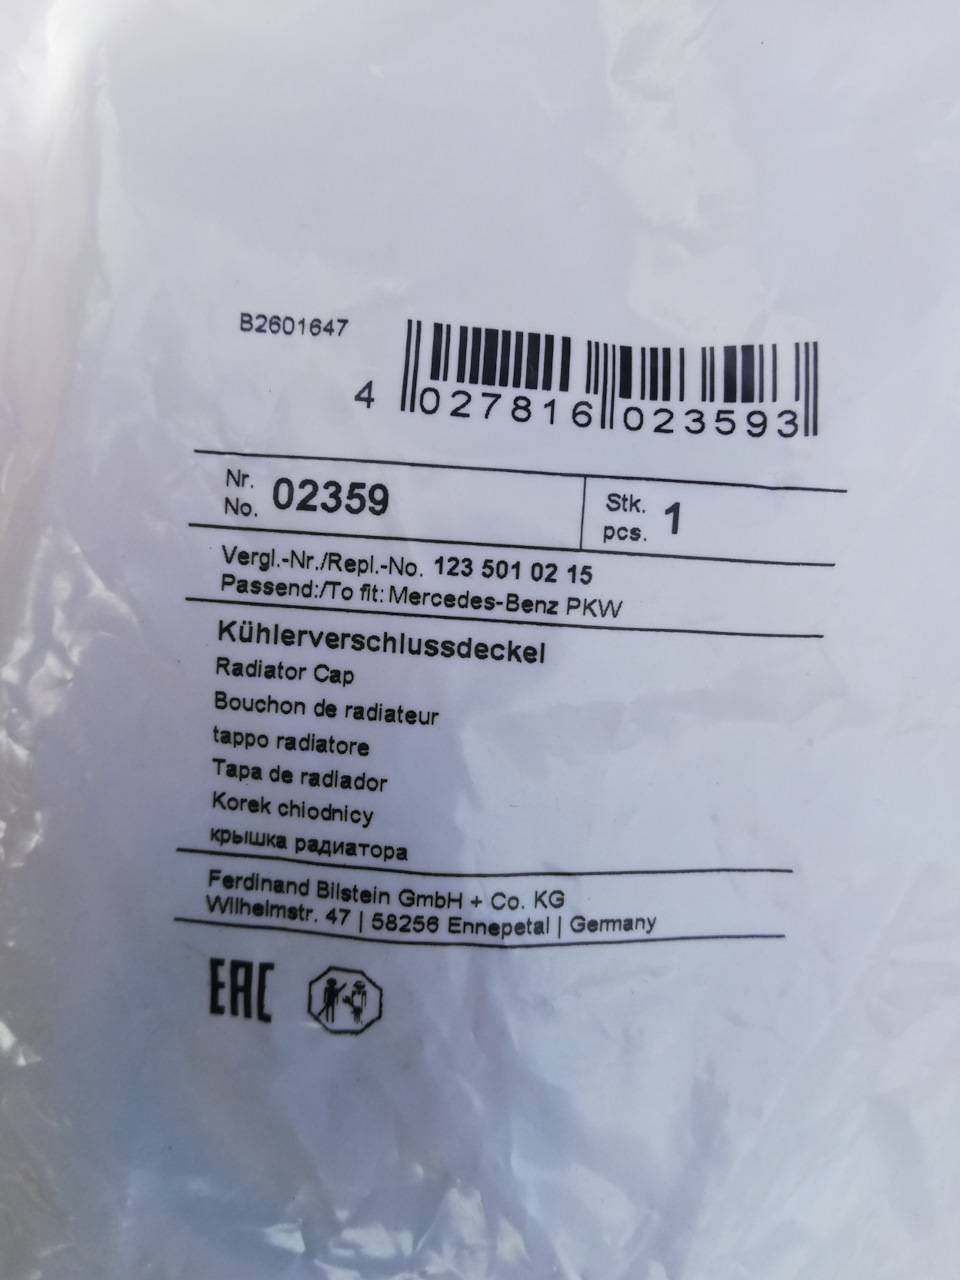 B2601647
4 027816 023593
Nr. No. 02359 Stk. pcs. 1
Vergl.-Nr./Repl.-No. 123 501 02 15
Passend:/To fit: Mercedes-Benz PKW
Kühlerverschlussdeckel
Radiator Cap
Bouchon de radiateur
tappo radiatore
Tapa de radiador
Korek chiodnicy
крышка радиатора
Ferdinand Bilstein GmbH + Co. KG
Wilhelmstr. 47 | 58256 Ennepetal | Germany
EAC